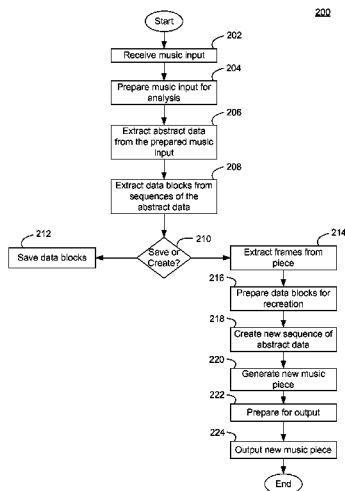 200
Start
202
Receive music input
204
Prepare music input for
analysis
206
Extract abstract data
from the prepared music
input
208
Extract data blocks from
sequences of the
abstract data
212
Save data blocks
210
Save or
Create?
214
Extract frames from
piece
216
Prepare data blocks for
recreation
218
Create new sequence of
abstract data
220
Generate new music
piece
222
Prepare for output
224
Output new music piece
End